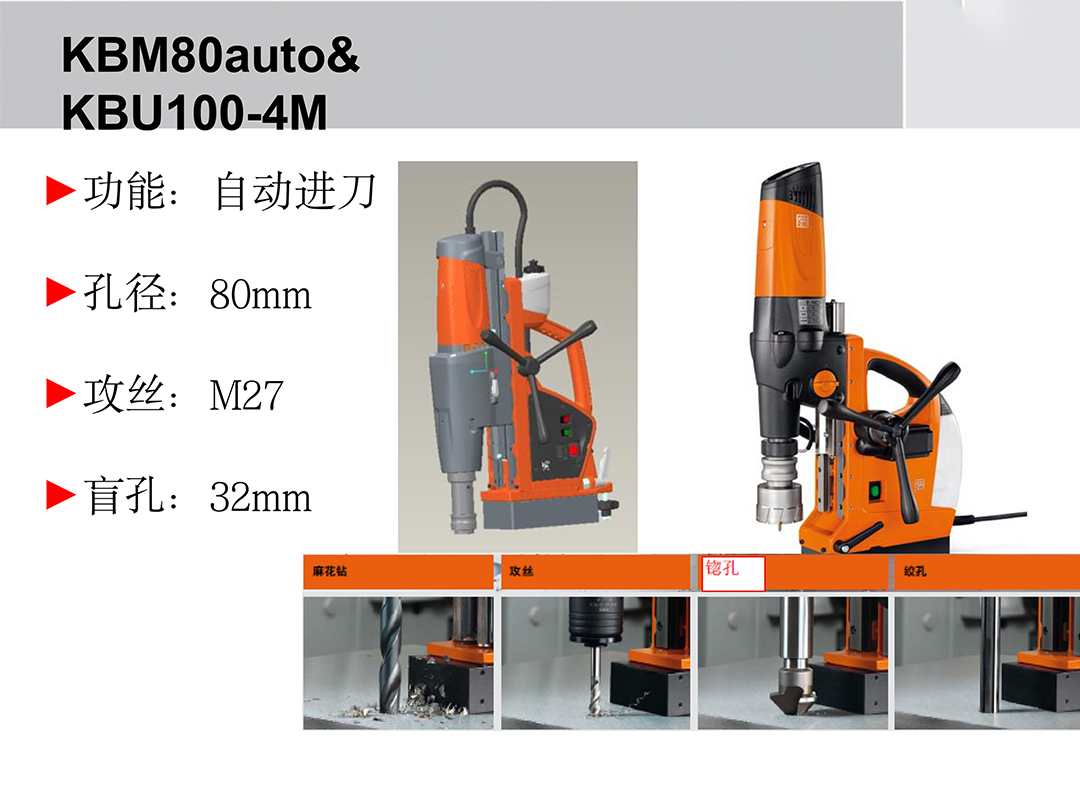 KBM80auto&
KBU100-4M
功能： 自动进刀
孔径：80mm
攻丝：M27
盲孔：32mm
麻花钻
攻丝
锪孔
绞孔